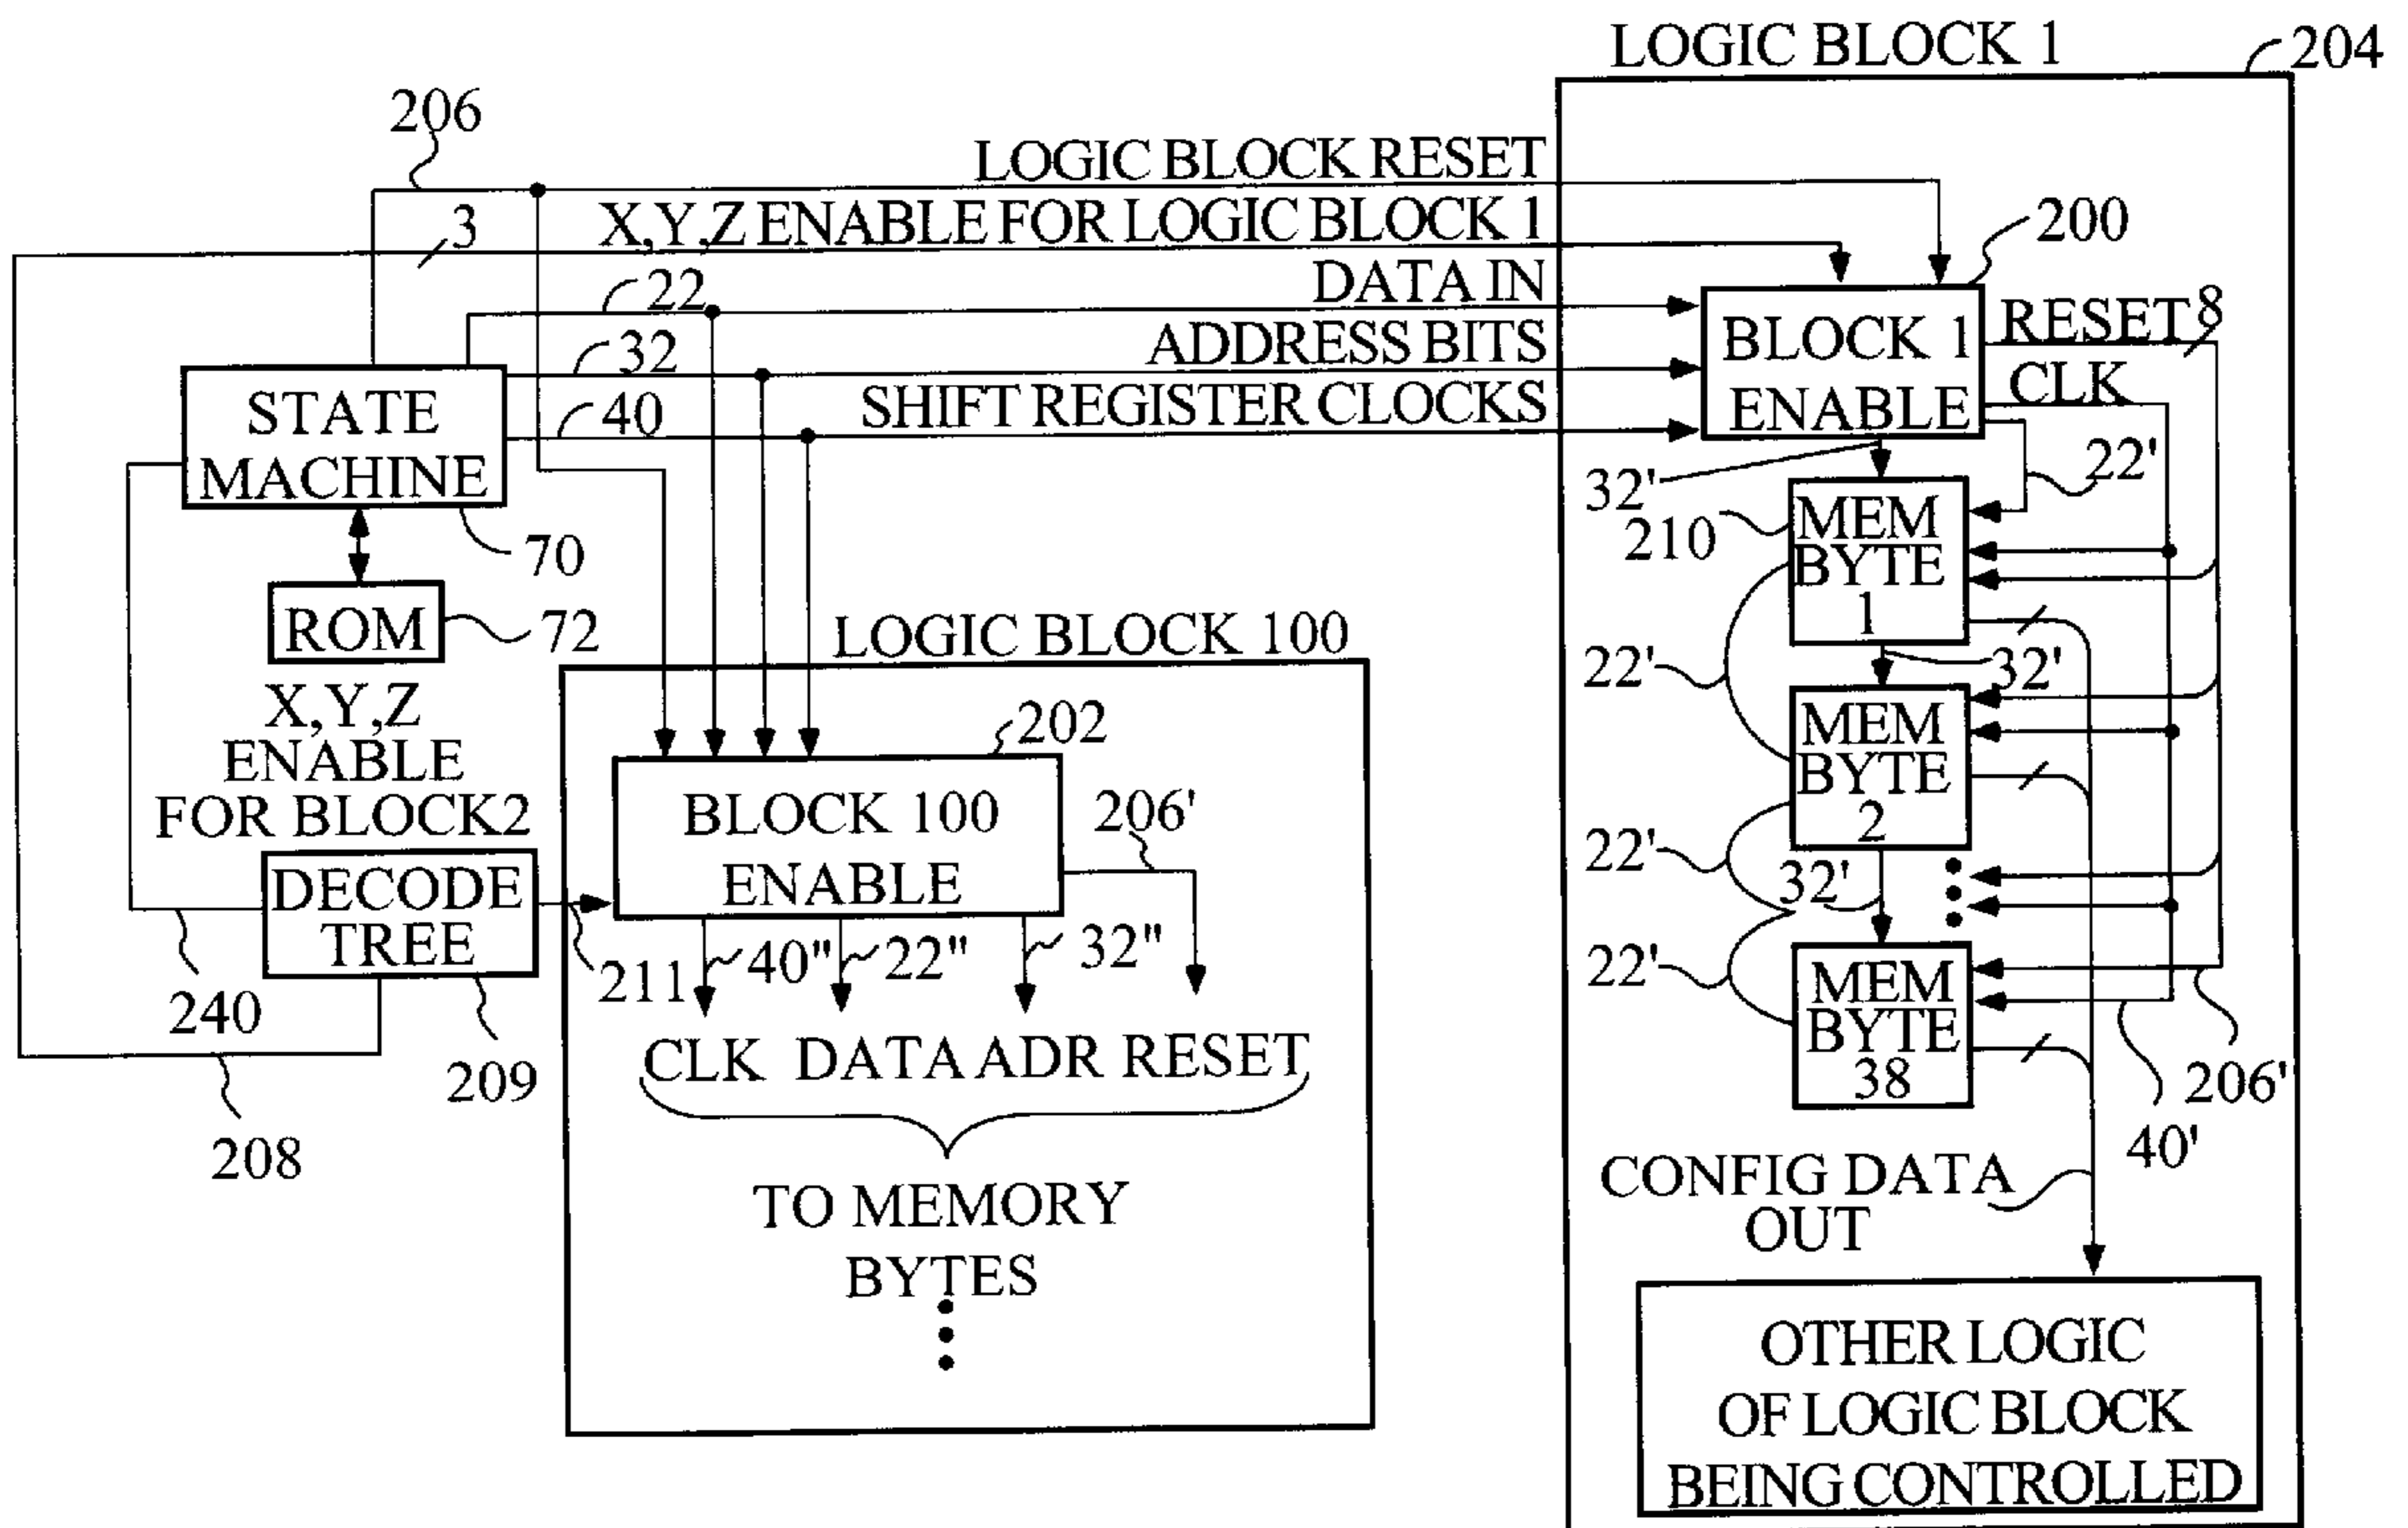 LOGIC BLOCK 1
204
206
LOGIC BLOCK RESET
3
X,Y,Z ENABLE FOR LOGIC BLOCK 1
200
22
DATA IN
32
ADDRESS BITS
40
SHIFT REGISTER CLOCKS
BLOCK 1
ENABLE
RESET
8
CLK
22'
32'
STATE
MACHINE
70
ROM
72
210
MEM
BYTE
1
32'
22'
MEM
BYTE
2
22'
32'
22'
MEM
BYTE
38
206'
40'
CONFIG DATA
OUT
OTHER LOGIC
OF LOGIC BLOCK
BEING CONTROLLED
LOGIC BLOCK 100
202
BLOCK 100
ENABLE
206'
X,Y,Z
ENABLE
FOR BLOCK2
DECODE
TREE
211
40"
22"
32"
240
209
208
CLK DATA ADR RESET
TO MEMORY
BYTES